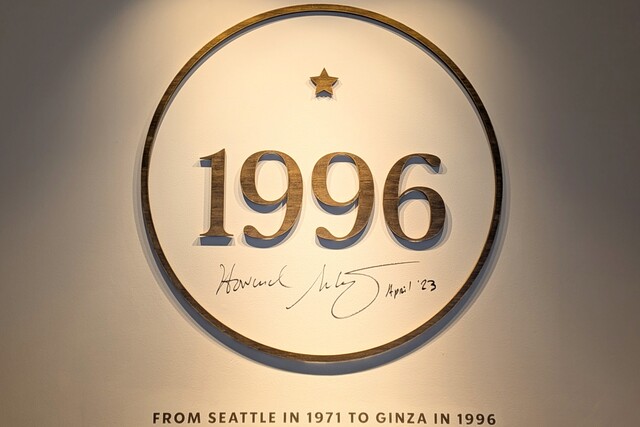 1996
Howard
April '23
FROM SEATTLE IN 1971 TO GINZA IN 1996